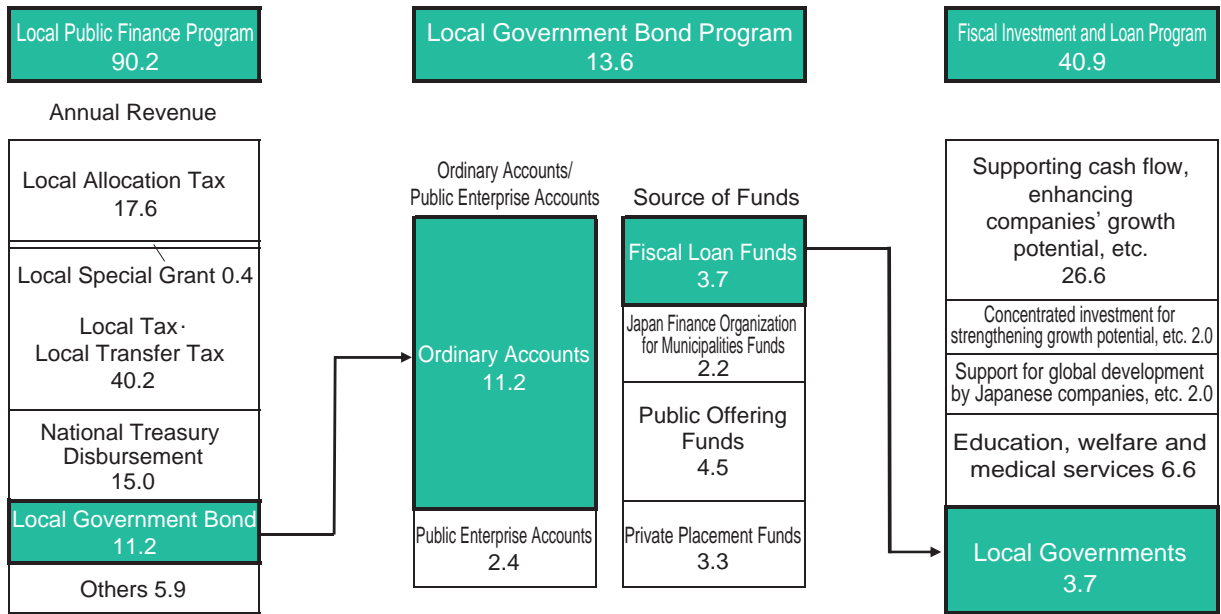 Local Public Finance Program
90.2
Local Government Bond Program
13.6
Fiscal Investment and Loan Program
40.9
Annual Revenue
Local Allocation Tax
17.6
Local Special Grant 0.4
Local Tax·
Local Transfer Tax
40.2
National Treasury
Disbursement
15.0
Local Government Bond
11.2
Others 5.9
Ordinary Accounts/
Public Enterprise Accounts
Ordinary Accounts
11.2
Public Enterprise Accounts
2.4
Source of Funds
Fiscal Loan Funds
3.7
Japan Finance Organization
for Municipalities Funds
2.2
Public Offering
Funds
4.5
Private Placement Funds
3.3
Supporting cash flow,
enhancing
companies’ growth
potential, etc.
26.6
Concentrated investment for
strengthening growth potential, etc. 2.0
Support for global development
by Japanese companies, etc. 2.0
Education, welfare and
medical services 6.6
Local Governments
3.7